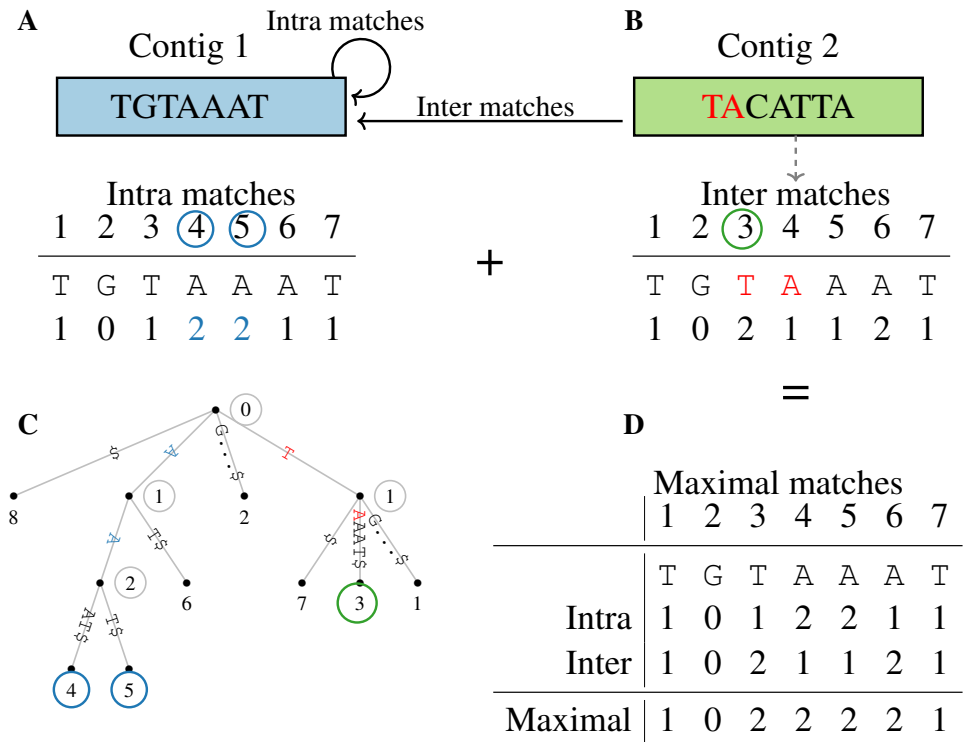 A
Contig 1
Intra matches
TGTAAAT
Inter matches
B
Contig 2
TACATTA
Intra matches
1 2 3 4 5 6 7
T G T A A A T
1 0 1 2 2 1 1
+
Inter matches
1 2 3 4 5 6 7
T G T A A A T
1 0 2 1 1 2 1
=
C
0
$ A G....$ T
8 1 2 1
A T$ $ AAAT$ G....$
2 6 7 3 1
AT$ T$
4 5
D
Maximal matches
1 2 3 4 5 6 7
T G T A A A T
Intra 1 0 1 2 2 1 1
Inter 1 0 2 1 1 2 1
Maximal 1 0 2 2 2 2 1